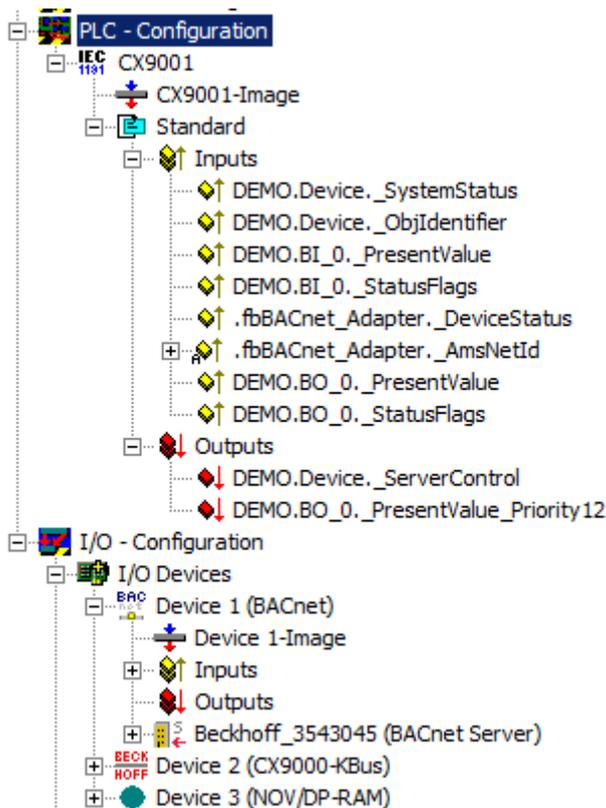 PLC - Configuration
IEC
1131
CX9001
CX9001-Image
Standard
Inputs
DEMO.Device._SystemStatus
DEMO.Device._ObjIdentifier
DEMO.BI_0._PresentValue
DEMO.BI_0._StatusFlags
.fbBACnet_Adapter._DeviceStatus
A .fbBACnet_Adapter._AmsNetId
DEMO.BO_0._PresentValue
DEMO.BO_0._StatusFlags
Outputs
DEMO.Device._ServerControl
DEMO.BO_0._PresentValue_Priority12
I/O - Configuration
I/O Devices
BAC
net
Device 1 (BACnet)
Device 1-Image
Inputs
Outputs
S Beckhoff_3543045 (BACnet Server)
BECK
HOFF
Device 2 (CX9000-KBus)
Device 3 (NOV/DP-RAM)